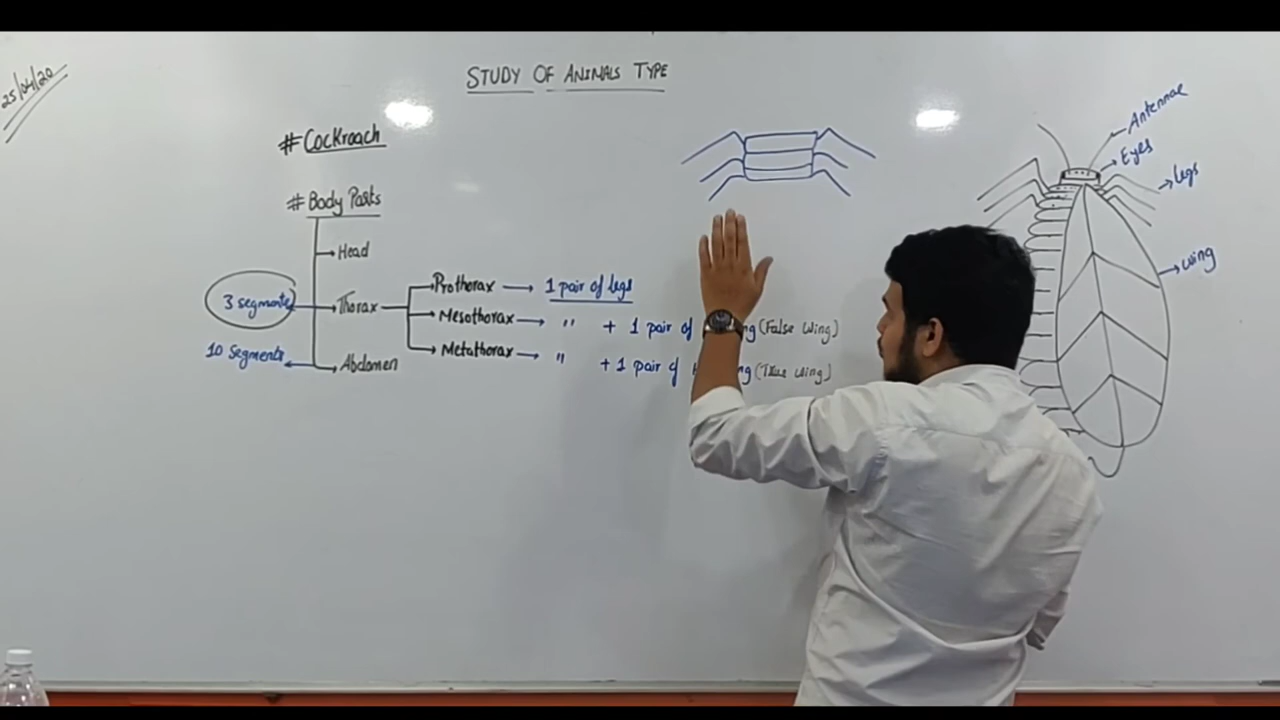 25/04/20
STUDY OF ANIMALS TYPE
# Cockroach
# Body Parts
Head
3 segments
Thorax
10 Segments
Abdomen
Prothorax → 1 pair of legs
Mesothorax → " + 1 pair of ng (False Wing)
Metathorax → " + 1 pair of ng (True Wing)
Antennae
Eyes
legs
wing